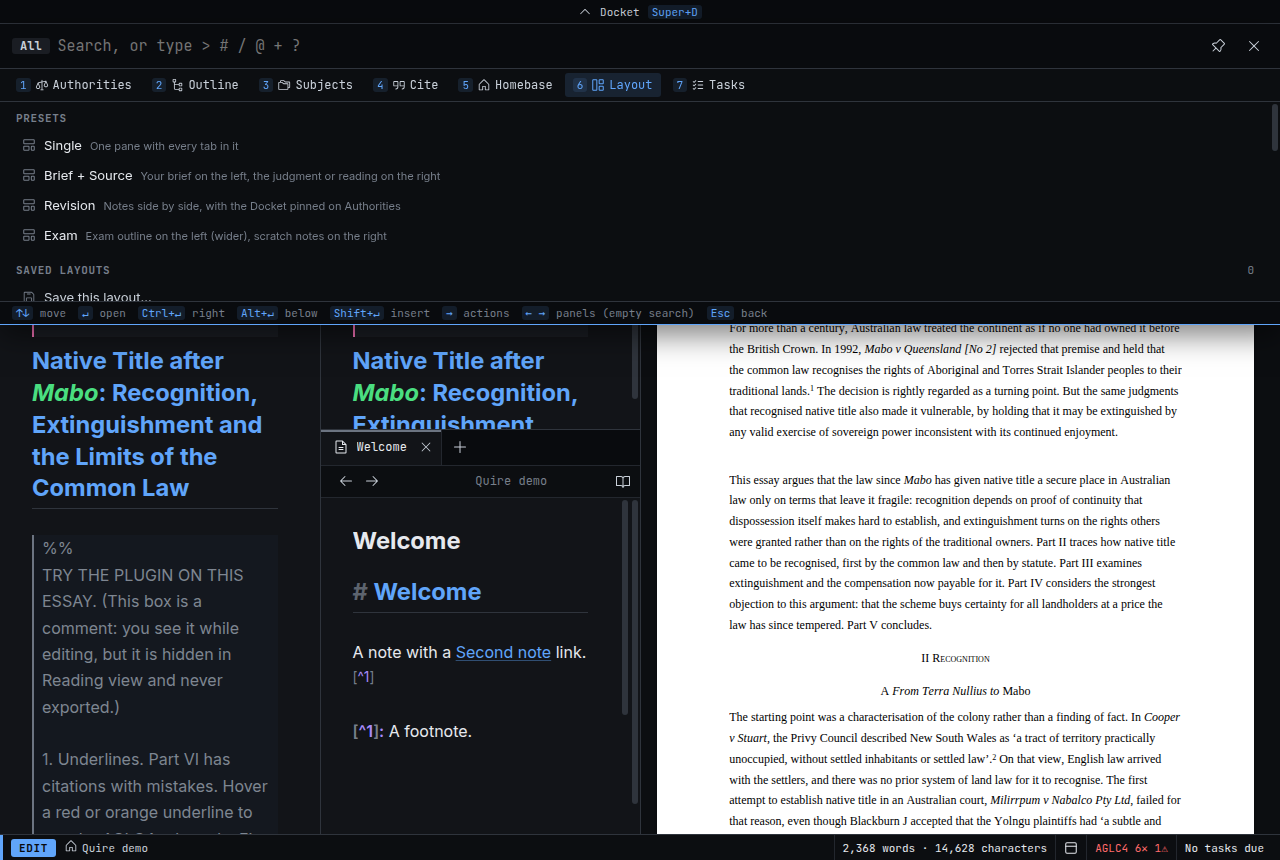 Docket Super+D
All Search, or type > # / @ + ?
1 Authorities 2 Outline 3 Subjects 4 Cite 5 Homebase 6 Layout 7 Tasks
PRESETS
Single One pane with every tab in it
Brief + Source Your brief on the left, the judgment or reading on the right
Revision Notes side by side, with the Docket pinned on Authorities
Exam Exam outline on the left (wider), scratch notes on the right
SAVED LAYOUTS 0
Save this layout...
↑↓ move ↵ open Ctrl+↵ right Alt+↵ below Shift+↵ insert → actions ← → panels (empty search) Esc back
Native Title after
Mabo: Recognition,
Extinguishment and
the Limits of the
Common Law
%%
TRY THE PLUGIN ON THIS
ESSAY. (This box is a
comment: you see it while
editing, but it is hidden in
Reading view and never
exported.)
1. Underlines. Part VI has
citations with mistakes. Hover
a red or orange underline to
Native Title after
Mabo: Recognition,
Extinguishment
Welcome
Quire demo
Welcome
# Welcome
A note with a Second note link.
[^1]
[^1]: A footnote.
For more than a century, Australian law treated the continent as if no one had owned it before
the British Crown. In 1992, Mabo v Queensland [No 2] rejected that premise and held that
the common law recognises the rights of Aboriginal and Torres Strait Islander peoples to their
traditional lands.¹ The decision is rightly regarded as a turning point. But the same judgments
that recognised native title also made it vulnerable, by holding that it may be extinguished by
any valid exercise of sovereign power inconsistent with its continued enjoyment.
This essay argues that the law since Mabo has given native title a secure place in Australian
law only on terms that leave it fragile: recognition depends on proof of continuity that
dispossession itself makes hard to establish, and extinguishment turns on the rights others
were granted rather than on the rights of the traditional owners. Part II traces how native title
came to be recognised, first by the common law and then by statute. Part III examines
extinguishment and the compensation now payable for it. Part IV considers the strongest
objection to this argument: that the scheme buys certainty for all landholders at a price the
law has since tempered. Part V concludes.
II Recognition
A From Terra Nullius to Mabo
The starting point was a characterisation of the colony rather than a finding of fact. In Cooper
v Stuart, the Privy Council described New South Wales as ‘a tract of territory practically
unoccupied, without settled inhabitants or settled law’.² On that view, English law arrived
with the settlers, and there was no prior system of land law for it to recognise. The first
attempt to establish native title in an Australian court, Milirrpum v Nabalco Pty Ltd, failed for
that reason, even though Blackburn J accepted that the Yolngu plaintiffs had ‘a subtle and
EDIT Quire demo 2,368 words · 14,628 characters AGLC4 6× 1⚠ No tasks due